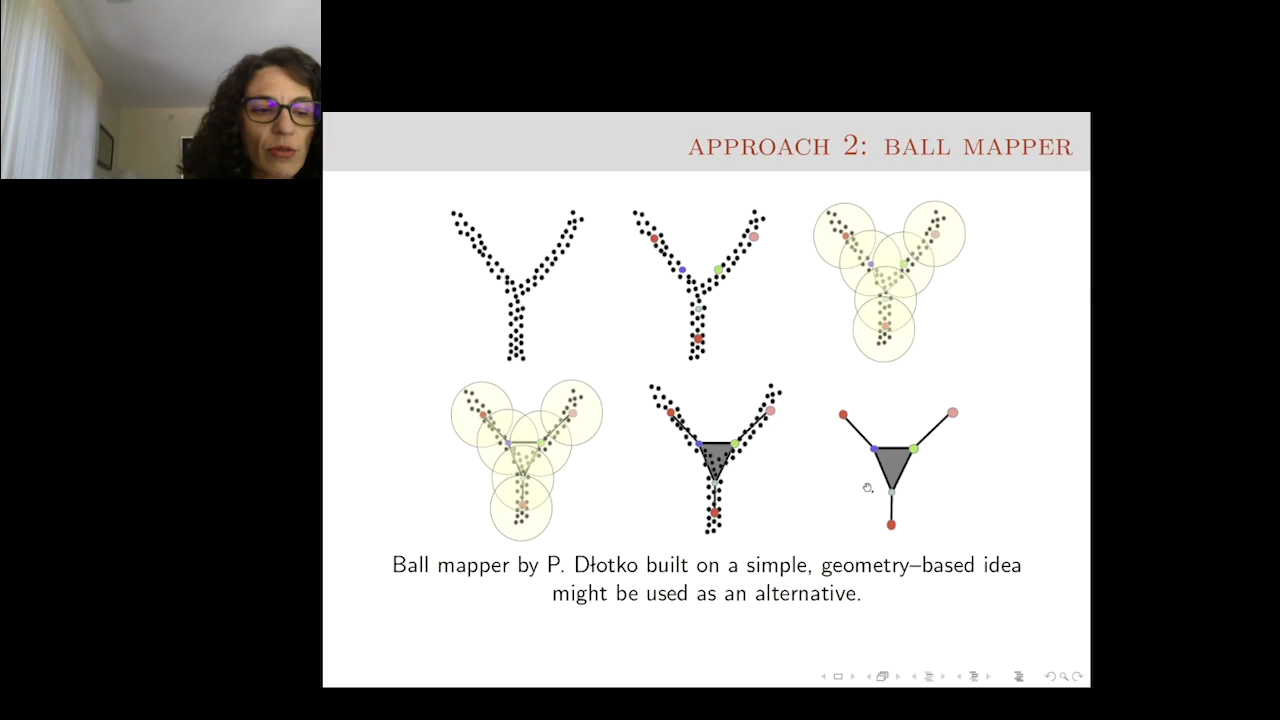 APPROACH 2: BALL MAPPER
Ball mapper by P. Dłotko built on a simple, geometry–based idea
might be used as an alternative.